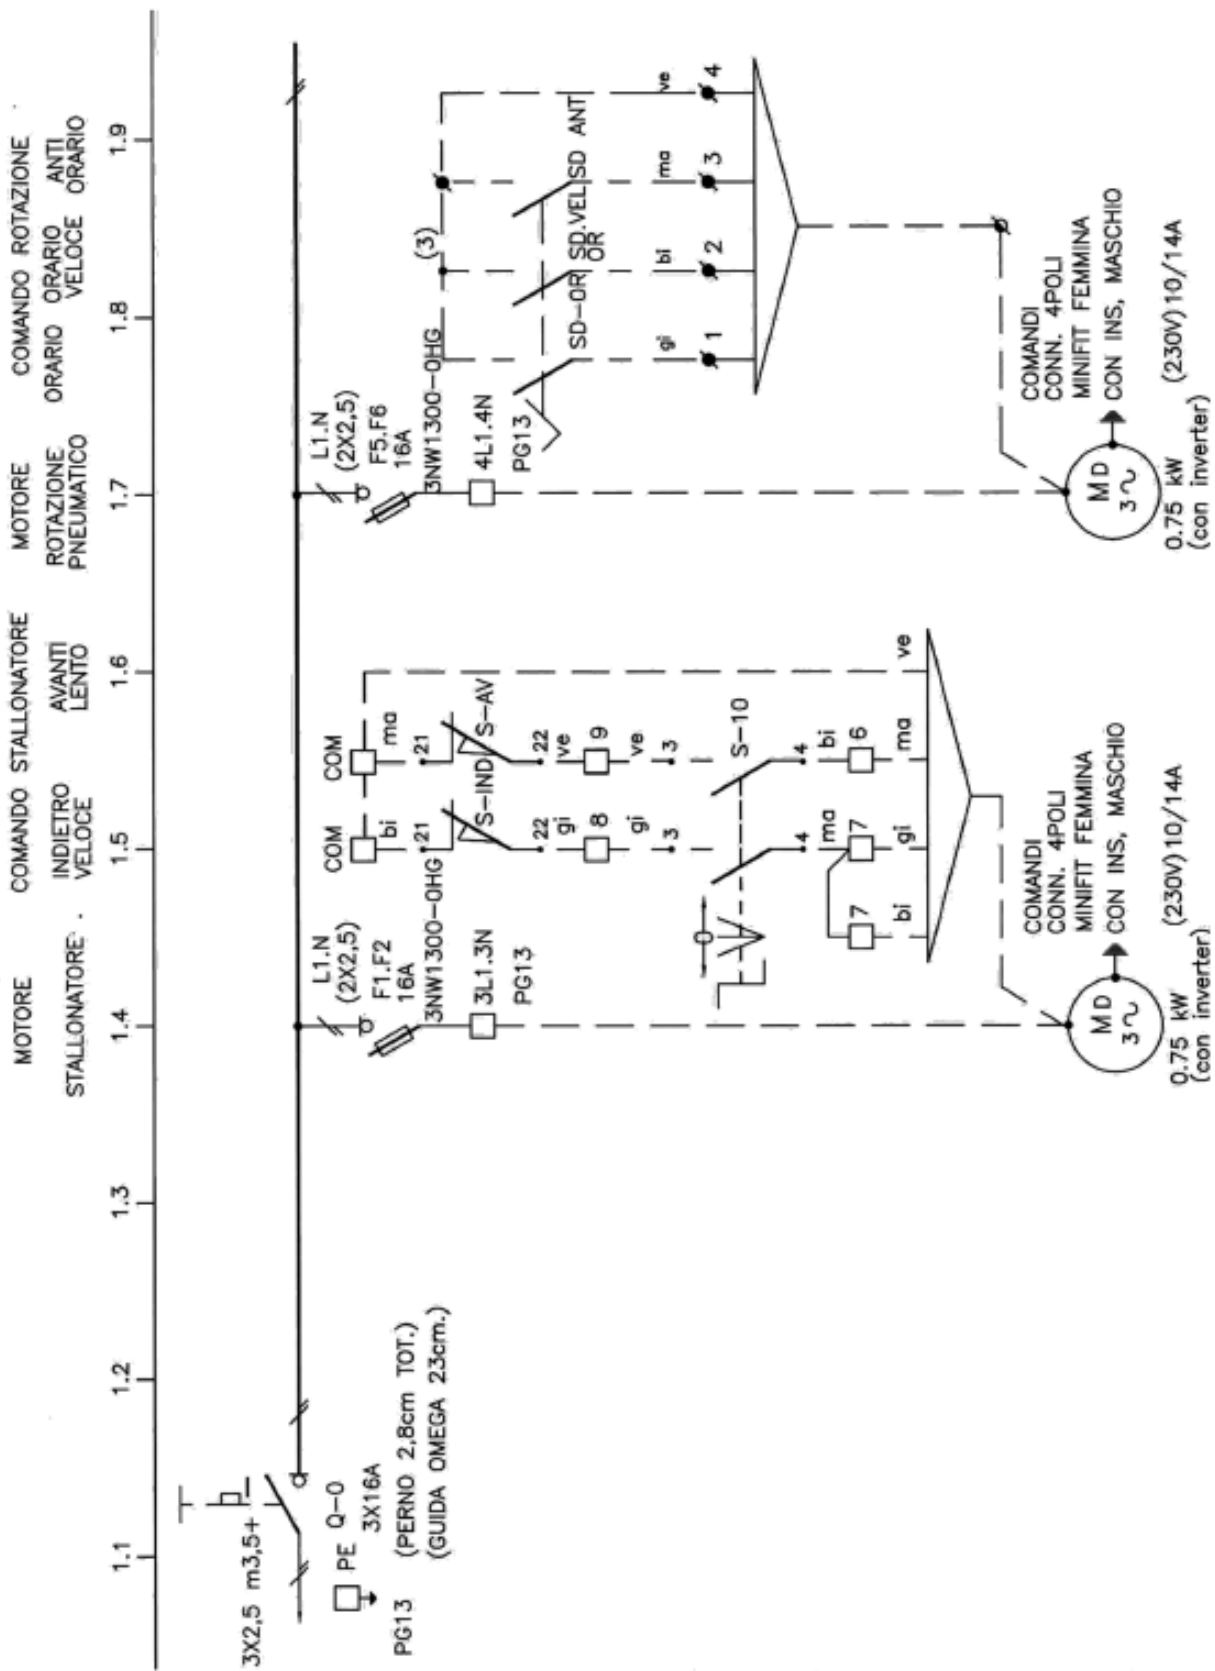 MOTORE
STALLONATORE .
COMANDO STALLONATORE
INDIETRO
VELOCE
AVANTI
LENTO
MOTORE
ROTAZIONE
PNEUMATICO
COMANDO ROTAZIONE
ORARIO
ORARIO
VELOCE
ANTI
ORARIO
1.1
1.2
1.3
1.4
1.5
1.6
1.7
1.8
1.9
3X2,5 m3,5+
PE
Q-0
3X16A
PG13
(PERNO 2,8cm TOT.)
(GUIDA OMEGA 23cm.)
L1.N
(2X2,5)
F1.F2
16A
3NW1300-0HG
3L1.3N
PG13
COM
COM
bi
ma
21
21
S-IND
S-AV
22
22
gi
ve
8
9
gi
ve
3
3
0
S-10
4
4
ma
bi
7
7
6
bi
gi
ma
ve
COMANDI
CONN. 4POLI
MINIFIT FEMMINA
CON INS, MASCHIO
MD
3~
0.75 kW
(230V)10/14A
(con inverter)
L1.N
(2X2,5)
F5.F6
16A
3NW1300-0HG
4L1.4N
PG13
(3)
SD-OR
SD.VEL
OR
SD ANT
gi
bi
ma
ve
1
2
3
4
COMANDI
CONN. 4POLI
MINIFIT FEMMINA
CON INS, MASCHIO
MD
3~
0.75 kW
(230V)10/14A
(con inverter)